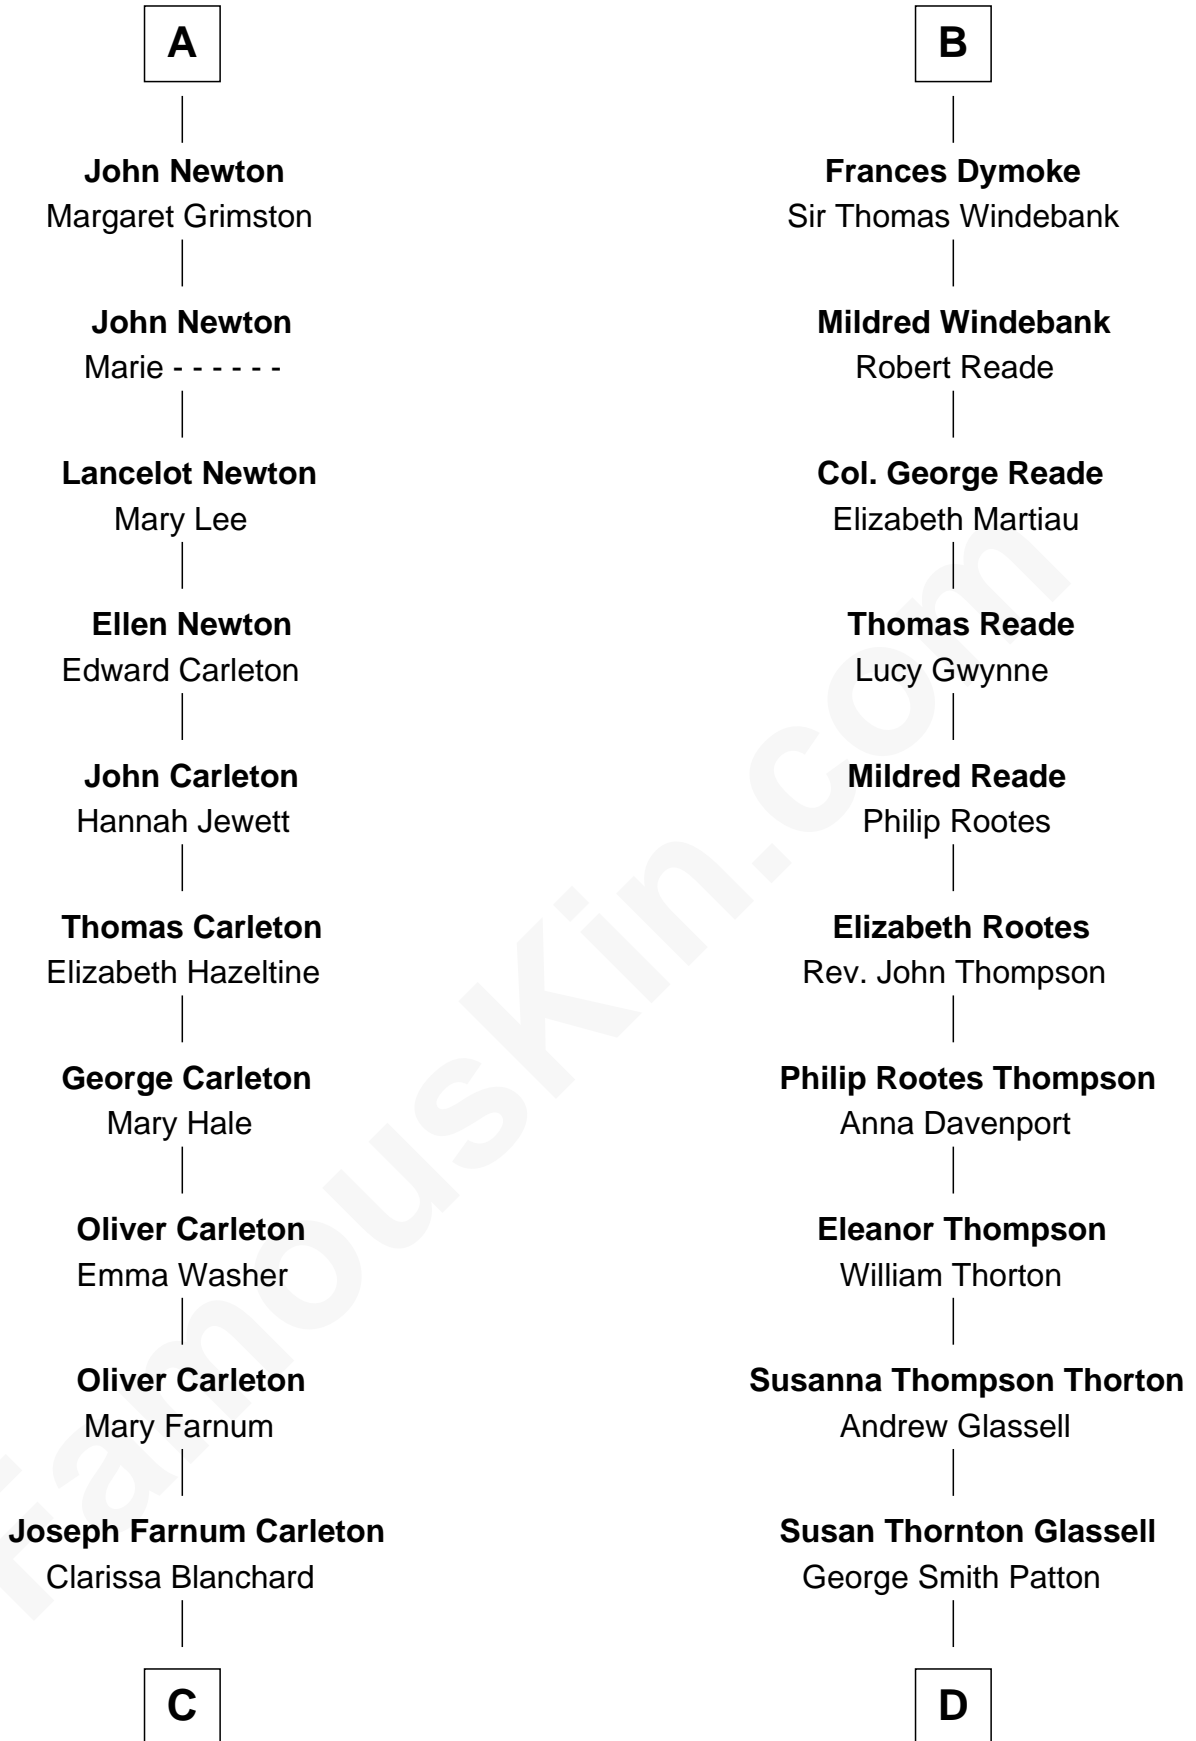 A
John Newton
Margaret Grimston
John Newton
Marie - - - - - -
Lancelot Newton
Mary Lee
Ellen Newton
Edward Carleton
John Carleton
Hannah Jewett
Thomas Carleton
Elizabeth Hazeltine
George Carleton
Mary Hale
Oliver Carleton
Emma Washer
Oliver Carleton
Mary Farnum
Joseph Farnum Carleton
Clarissa Blanchard
C
B
Frances Dymoke
Sir Thomas Windebank
Mildred Windebank
Robert Reade
Col. George Reade
Elizabeth Martiau
Thomas Reade
Lucy Gwynne
Mildred Reade
Philip Rootes
Elizabeth Rootes
Rev. John Thompson
Philip Rootes Thompson
Anna Davenport
Eleanor Thompson
William Thorton
Susanna Thompson Thorton
Andrew Glassell
Susan Thornton Glassell
George Smith Patton
D
FamousKin.com